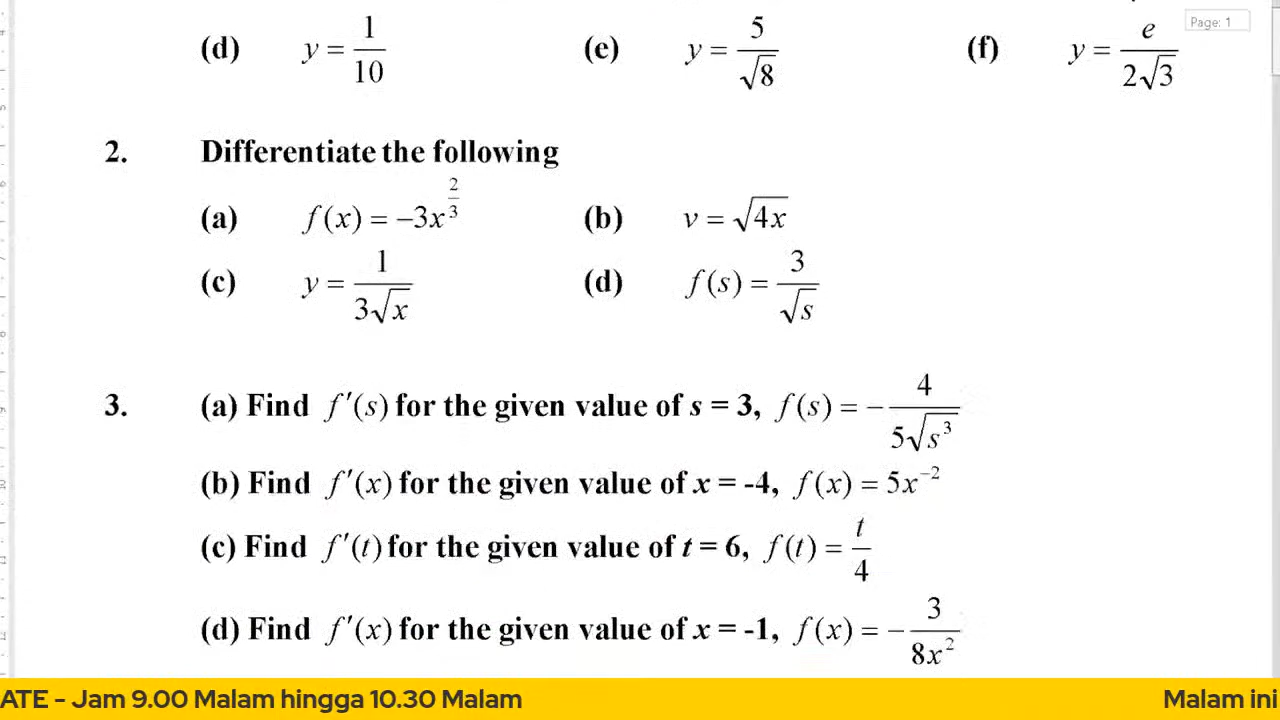 Page: 1
(d) y = 1/10 (e) y = 5/√8 (f) y = e/(2√3)
2. Differentiate the following
(a) f(x) = −3x^(2/3) (b) v = √(4x)
(c) y = 1/(3√x) (d) f(s) = 3/√s
3. (a) Find f′(s) for the given value of s = 3, f(s) = −4/(5√(s³))
(b) Find f′(x) for the given value of x = -4, f(x) = 5x⁻²
(c) Find f′(t) for the given value of t = 6, f(t) = t/4
(d) Find f′(x) for the given value of x = -1, f(x) = −3/(8x²)
ATE - Jam 9.00 Malam hingga 10.30 Malam Malam ini